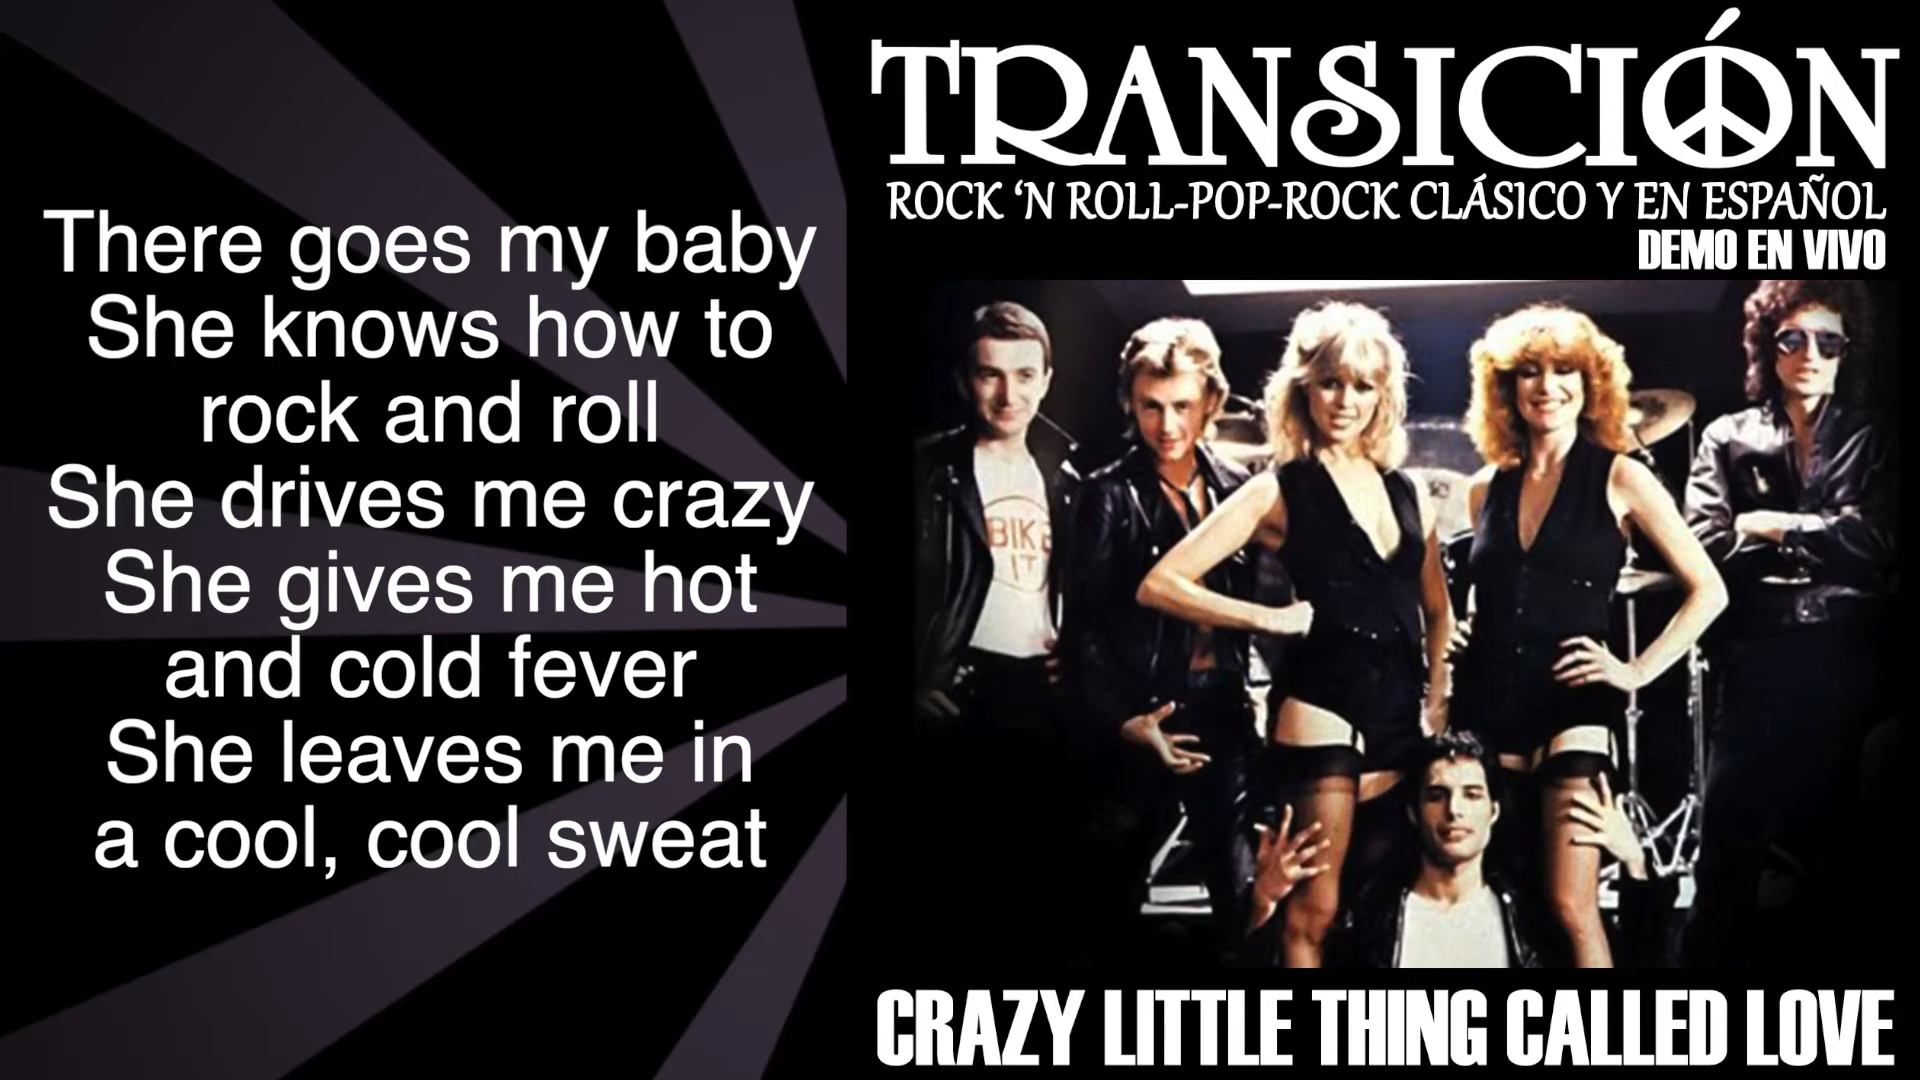 There goes my baby
She knows how to
rock and roll
She drives me crazy
She gives me hot
and cold fever
She leaves me in
a cool, cool sweat
TRANSICIÓN
ROCK ‘N ROLL-POP-ROCK CLÁSICO Y EN ESPAÑOL
DEMO EN VIVO
BIKE
IT
CRAZY LITTLE THING CALLED LOVE